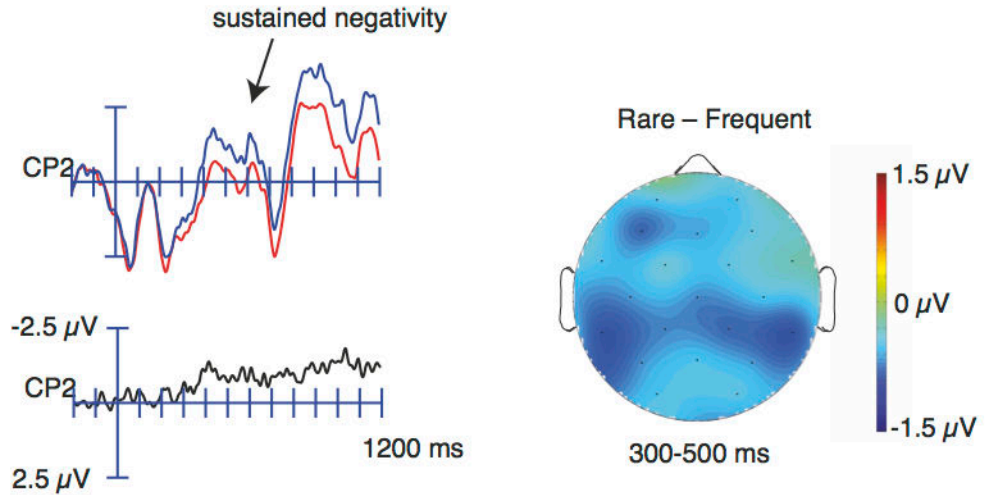 sustained negativity
CP2
-2.5 µV
CP2
2.5 µV
1200 ms
Rare – Frequent
1.5 µV
0 µV
-1.5 µV
300-500 ms